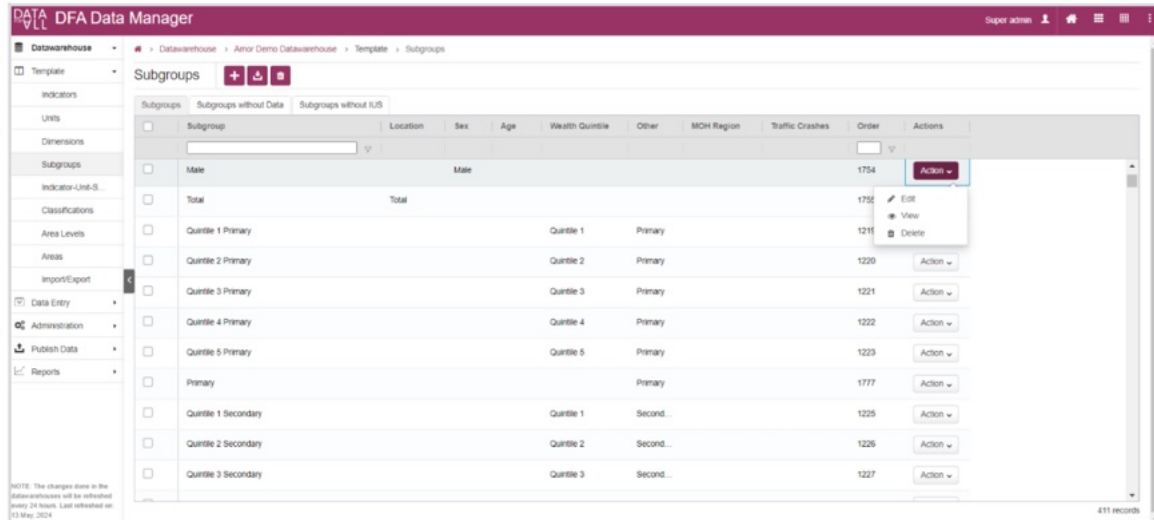 DATA FOR ALL DFA Data Manager
Super admin
Datawarehouse
Template
Indicators
Units
Dimensions
Subgroups
Indicator-Unit-S...
Classifications
Area Levels
Areas
Import/Export
Data Entry
Administration
Publish Data
Reports
NOTE: The changes done in the
datawarehouses will be refreshed
every 24 hours. Last refreshed on:
13 May, 2024
> Datawarehouse > Amor Demo Datawarehouse > Template > Subgroups
Subgroups
Subgroups Subgroups without Data Subgroups without IUS
Subgroup Location Sex Age Wealth Quintile Other MOH Region Traffic Crashes Order Actions
Male Male 1754 Action
Total Total 1755
Edit
View
Delete
Quintile 1 Primary Quintile 1 Primary 1219
Quintile 2 Primary Quintile 2 Primary 1220 Action
Quintile 3 Primary Quintile 3 Primary 1221 Action
Quintile 4 Primary Quintile 4 Primary 1222 Action
Quintile 5 Primary Quintile 5 Primary 1223 Action
Primary Primary 1777 Action
Quintile 1 Secondary Quintile 1 Second... 1225 Action
Quintile 2 Secondary Quintile 2 Second... 1226 Action
Quintile 3 Secondary Quintile 3 Second... 1227 Action
411 records